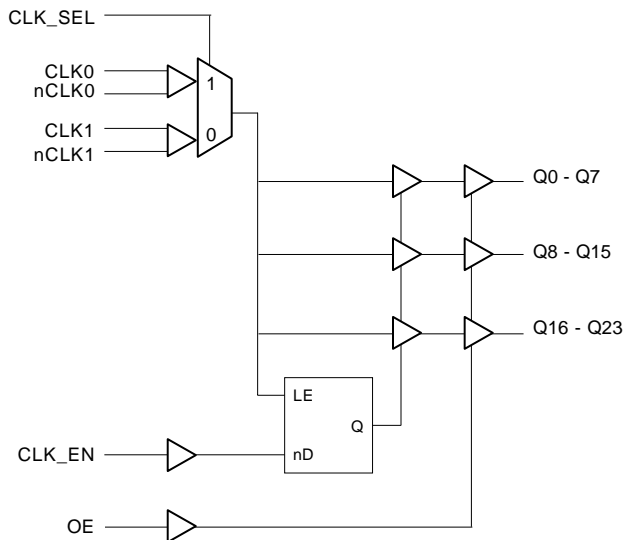 CLK_SEL
CLK0
nCLK0
1
CLK1
nCLK1
0
Q0 - Q7
Q8 - Q15
Q16 - Q23
LE
Q
CLK_EN
nD
OE